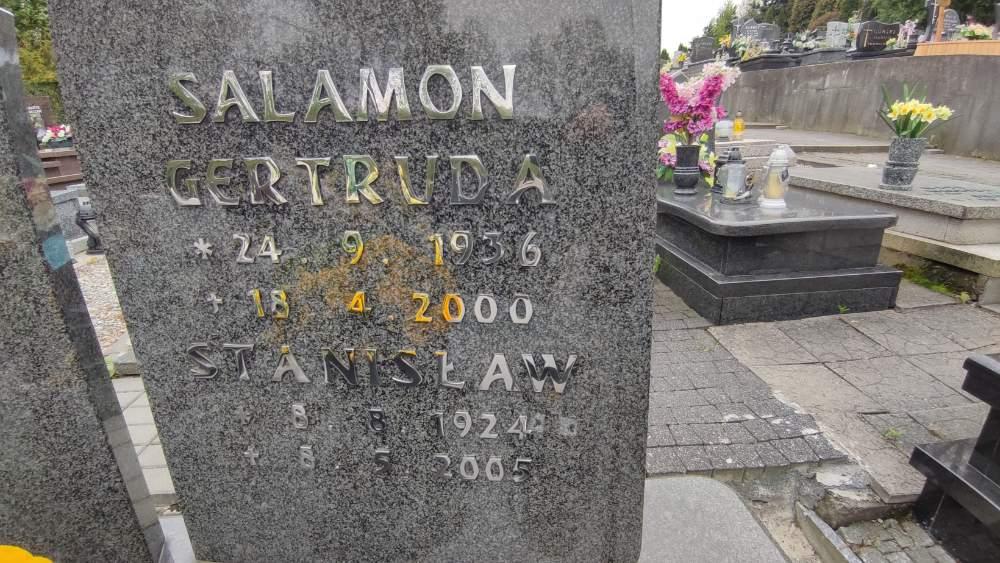 SALAMON
GERTRUDA
* 24. 9. 1936
+ 18 4. 2000
STANISŁAW
* 8. 8. 1924
+ 8 5. 2005